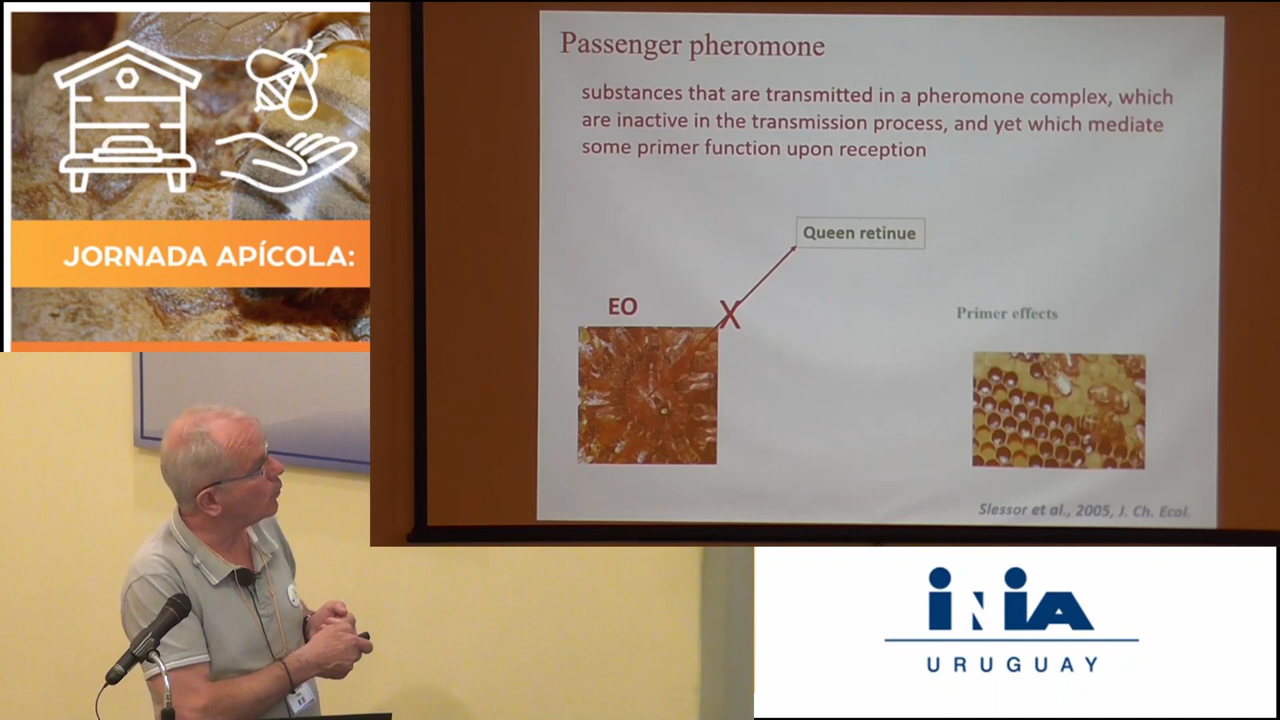 JORNADA APÍCOLA:
Passenger pheromone
substances that are transmitted in a pheromone complex, which
are inactive in the transmission process, and yet which mediate
some primer function upon reception
Queen retinue
EO
X
Primer effects
Slessor et al., 2005, J. Ch. Ecol.
INIA
URUGUAY